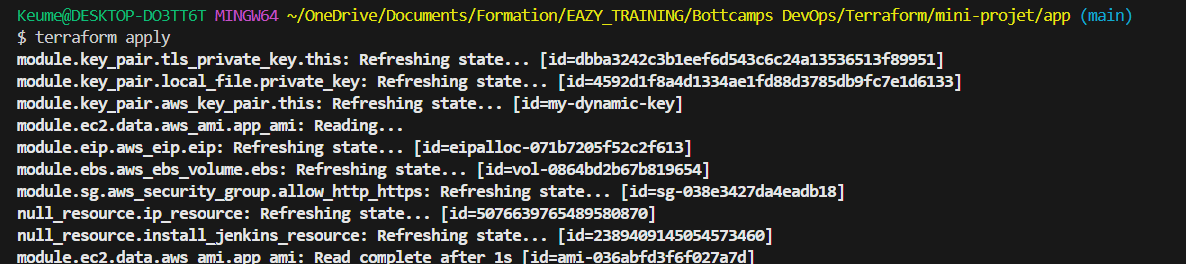 Keume@DESKTOP-DO3TT6T MINGW64 ~/OneDrive/Documents/Formation/EAZY_TRAINING/Bottcamps DevOps/Terraform/mini-projet/app (main)
$ terraform apply
module.key_pair.tls_private_key.this: Refreshing state... [id=dbba3242c3b1eef6d543c6c24a13536513f89951]
module.key_pair.local_file.private_key: Refreshing state... [id=4592d1f8a4d1334ae1fd88d3785db9fc7e1d6133]
module.key_pair.aws_key_pair.this: Refreshing state... [id=my-dynamic-key]
module.ec2.data.aws_ami.app_ami: Reading...
module.eip.aws_eip.eip: Refreshing state... [id=eipalloc-071b7205f52c2f613]
module.ebs.aws_ebs_volume.ebs: Refreshing state... [id=vol-0864bd2b67b819654]
module.sg.aws_security_group.allow_http_https: Refreshing state... [id=sg-038e3427da4eadb18]
null_resource.ip_resource: Refreshing state... [id=5076639765489580870]
null_resource.install_jenkins_resource: Refreshing state... [id=2389409145054573460]
module.ec2.data.aws_ami.app_ami: Read complete after 1s [id=ami-036abfd3f6f027a7d]